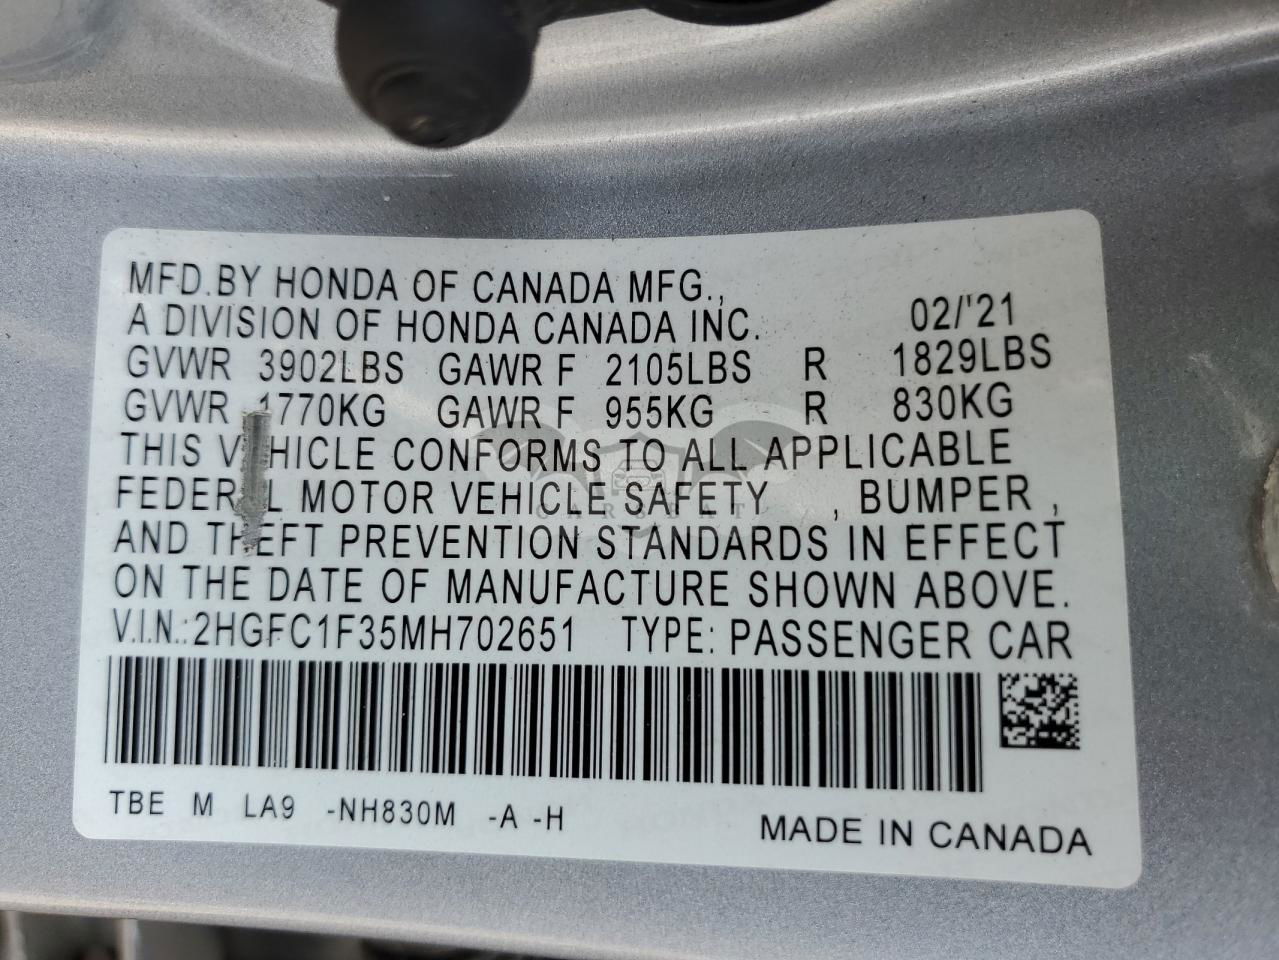 MFD.BY HONDA OF CANADA MFG.,
A DIVISION OF HONDA CANADA INC. 02/'21
GVWR 3902LBS GAWR F 2105LBS R 1829LBS
GVWR 1770KG GAWR F 955KG R 830KG
THIS VEHICLE CONFORMS TO ALL APPLICABLE
FEDERAL MOTOR VEHICLE SAFETY , BUMPER ,
AND THEFT PREVENTION STANDARDS IN EFFECT
ON THE DATE OF MANUFACTURE SHOWN ABOVE.
V.I.N.:2HGFC1F35MH702651 TYPE: PASSENGER CAR
TBE M LA9 -NH830M -A -H
MADE IN CANADA